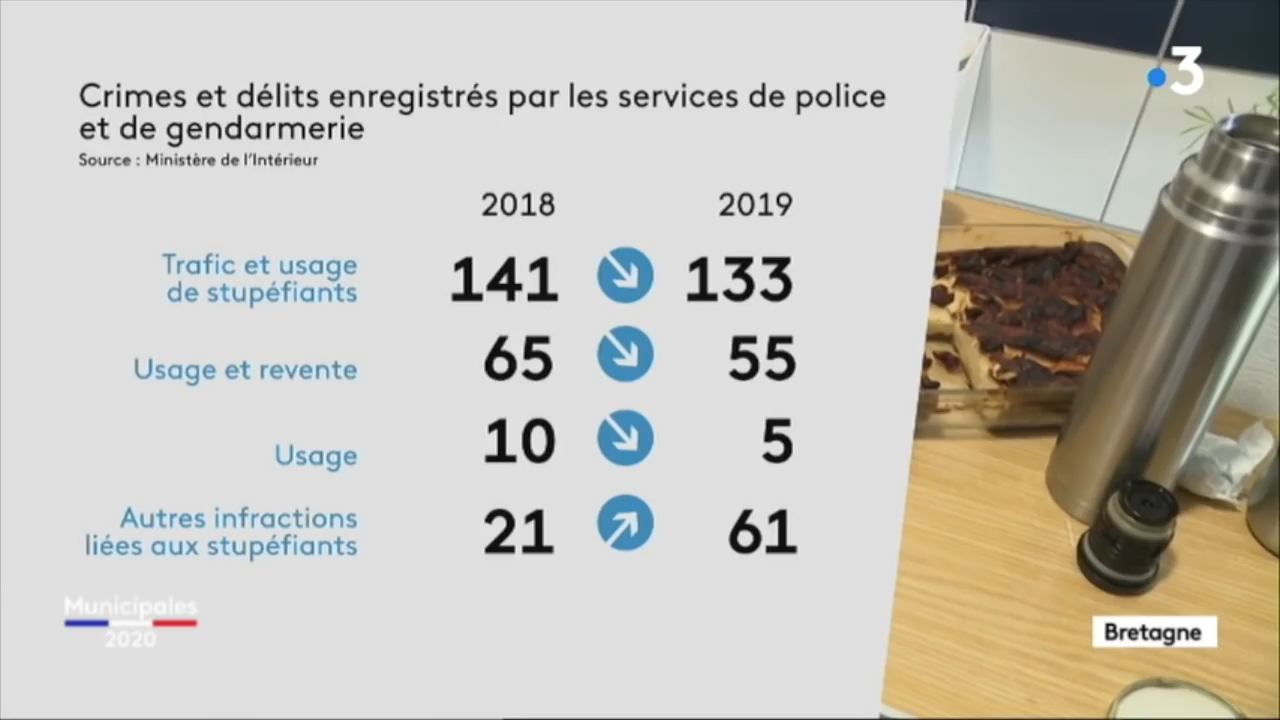 Crimes et délits enregistrés par les services de police
et de gendarmerie
Source : Ministère de l'Intérieur
2018 2019
Trafic et usage
de stupéfiants
141 133
Usage et revente
65 55
Usage
10 5
Autres infractions
liées aux stupéfiants
21 61
Municipales
2020
3
Bretagne